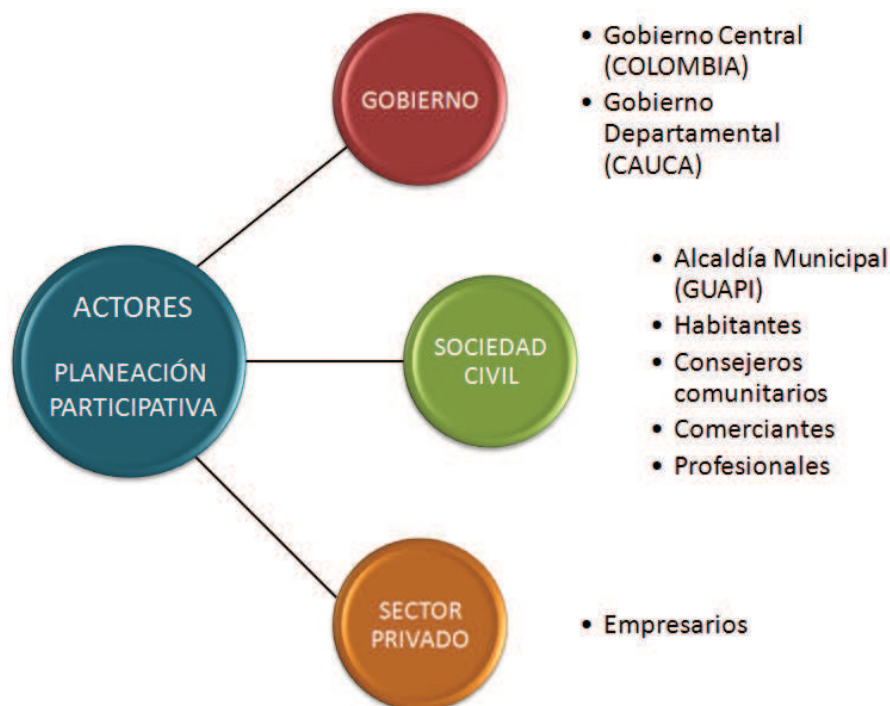 ACTORES
PLANEACIÓN
PARTICIPATIVA
GOBIERNO
• Gobierno Central
(COLOMBIA)
• Gobierno
Departamental
(CAUCA)
SOCIEDAD
CIVIL
• Alcaldía Municipal
(GUAPI)
• Habitantes
• Consejeros
comunitarios
• Comerciantes
• Profesionales
SECTOR
PRIVADO
• Empresarios